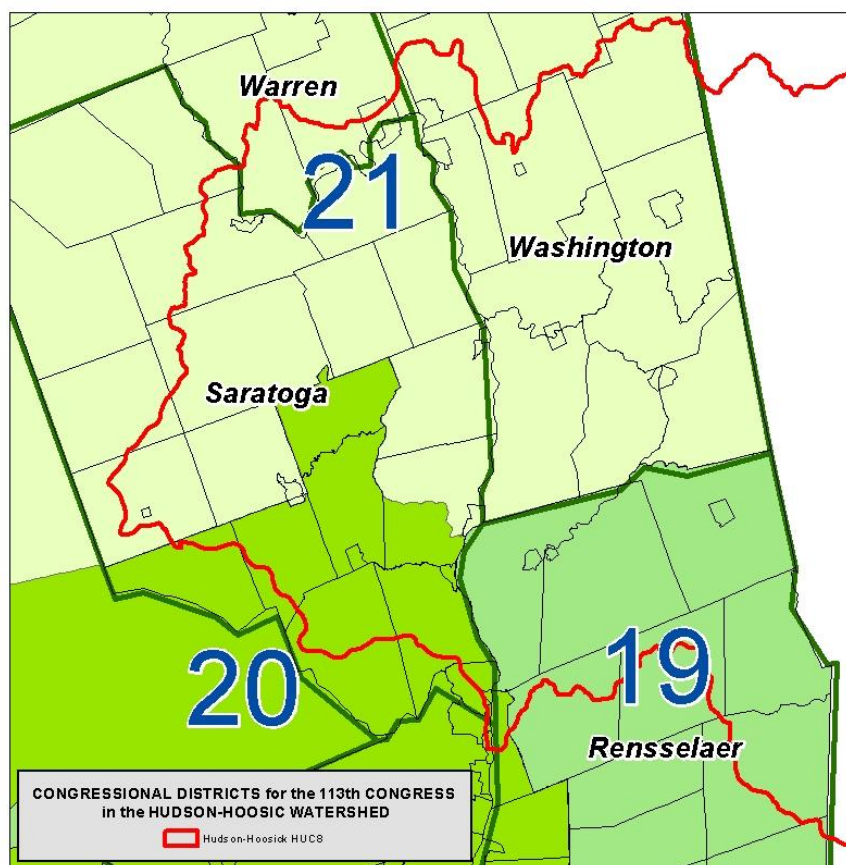 Warren
21
Washington
Saratoga
19
20
Rensselaer
CONGRESSIONAL DISTRICTS for the 113th CONGRESS
in the HUDSON-HOOSIC WATERSHED
Hudson-Hoosick HUC8